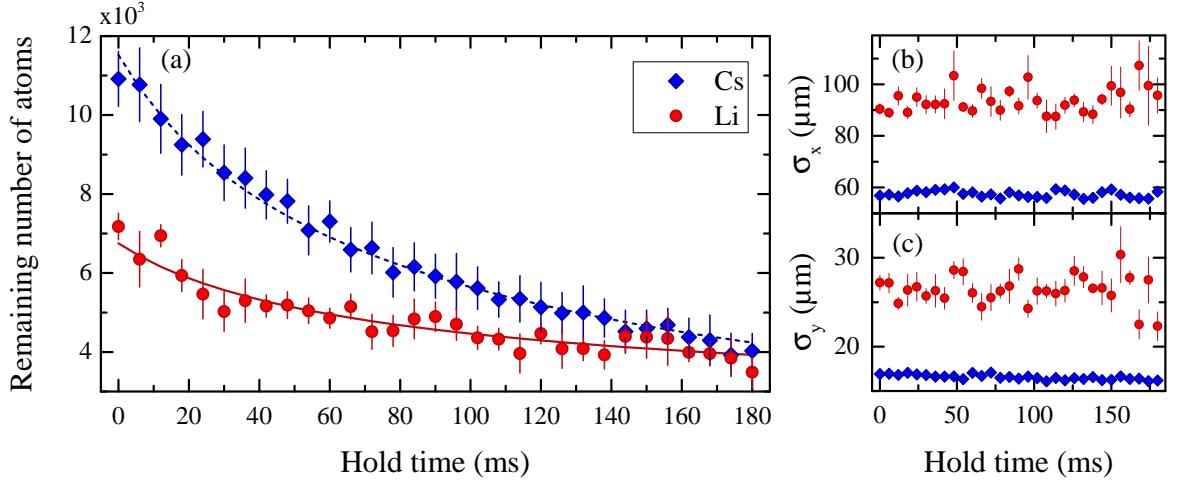 ×10³
12
10
8
6
4
Remaining number of atoms
(a)
Cs
Li
0 20 40 60 80 100 120 140 160 180
Hold time (ms)
(b)
100
80
60
σx (μm)
(c)
30
20
σy (μm)
0 50 100 150
Hold time (ms)